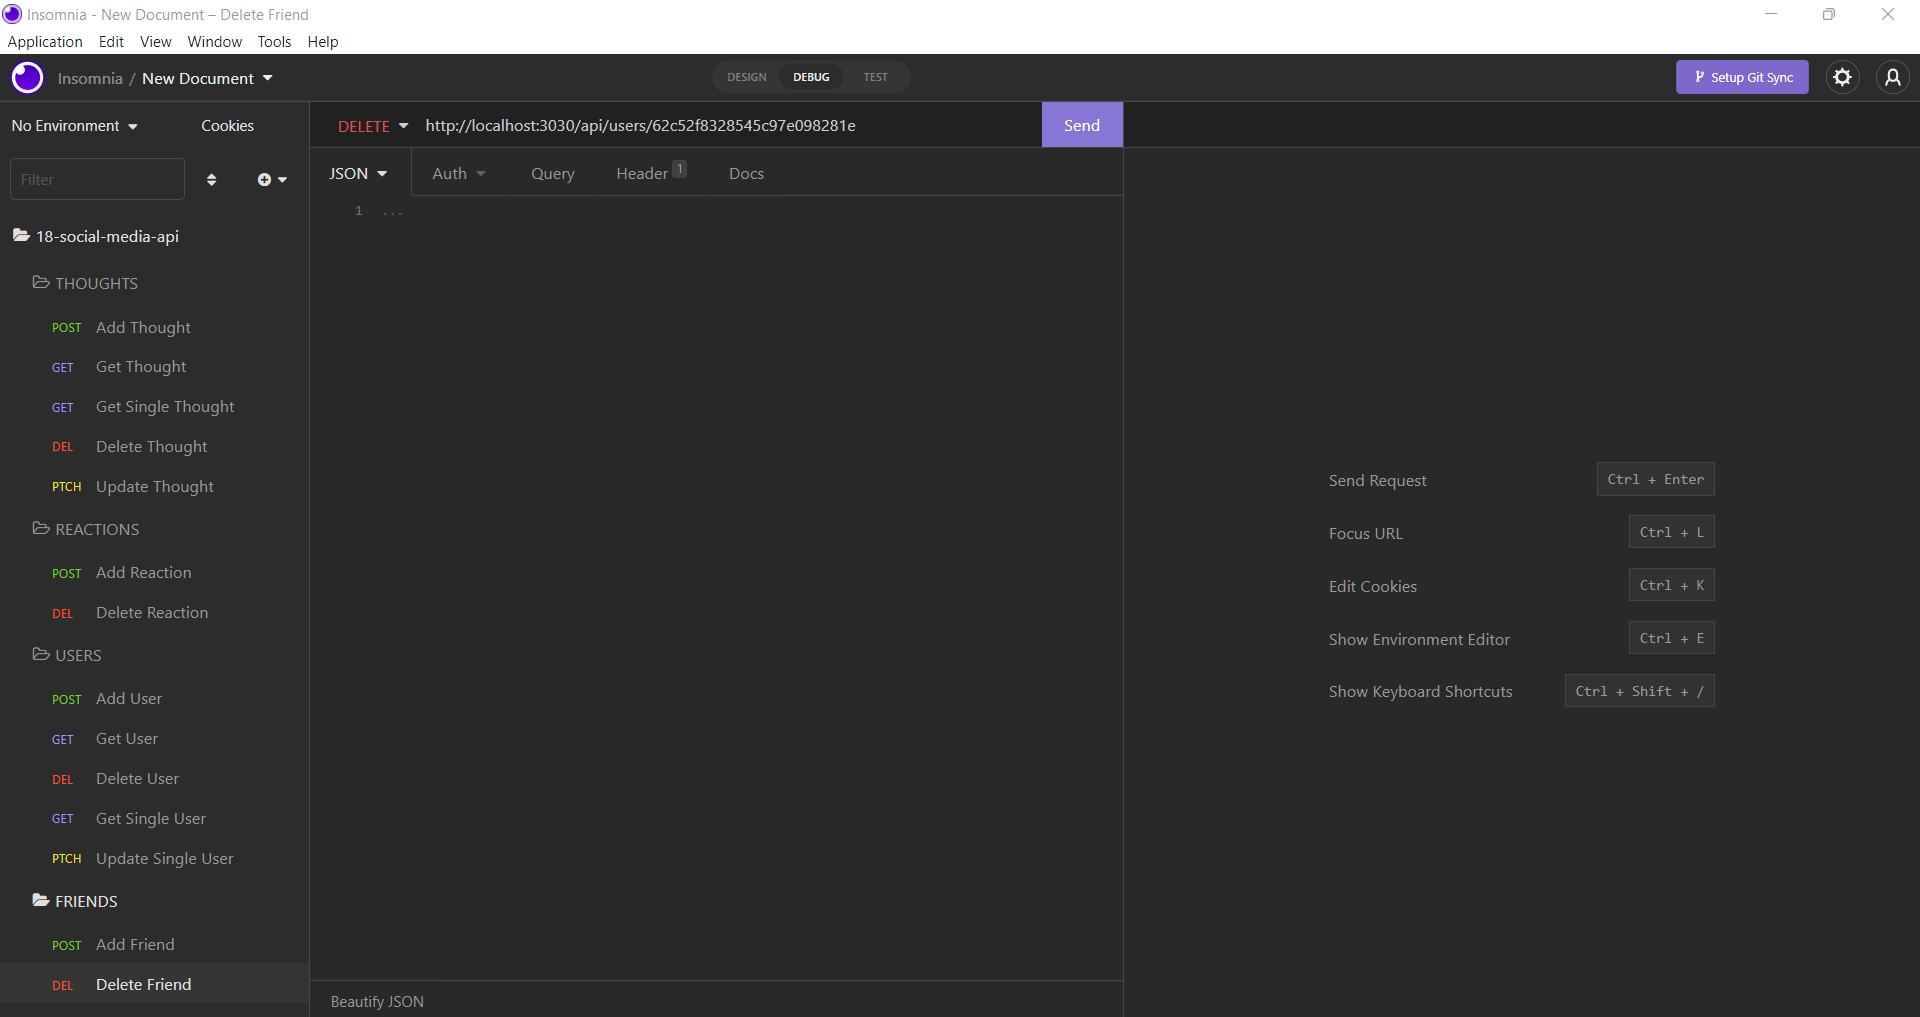 Insomnia - New Document – Delete Friend
Application Edit View Window Tools Help
Insomnia / New Document
DESIGN DEBUG TEST
Setup Git Sync
No Environment
Cookies
DELETE http://localhost:3030/api/users/62c52f8328545c97e098281e
Send
Filter
JSON Auth Query Header 1 Docs
1 ...
18-social-media-api
THOUGHTS
POST Add Thought
GET Get Thought
GET Get Single Thought
DEL Delete Thought
PTCH Update Thought
REACTIONS
POST Add Reaction
DEL Delete Reaction
USERS
POST Add User
GET Get User
DEL Delete User
GET Get Single User
PTCH Update Single User
FRIENDS
POST Add Friend
DEL Delete Friend
Beautify JSON
Send Request Ctrl + Enter
Focus URL Ctrl + L
Edit Cookies Ctrl + K
Show Environment Editor Ctrl + E
Show Keyboard Shortcuts Ctrl + Shift + /